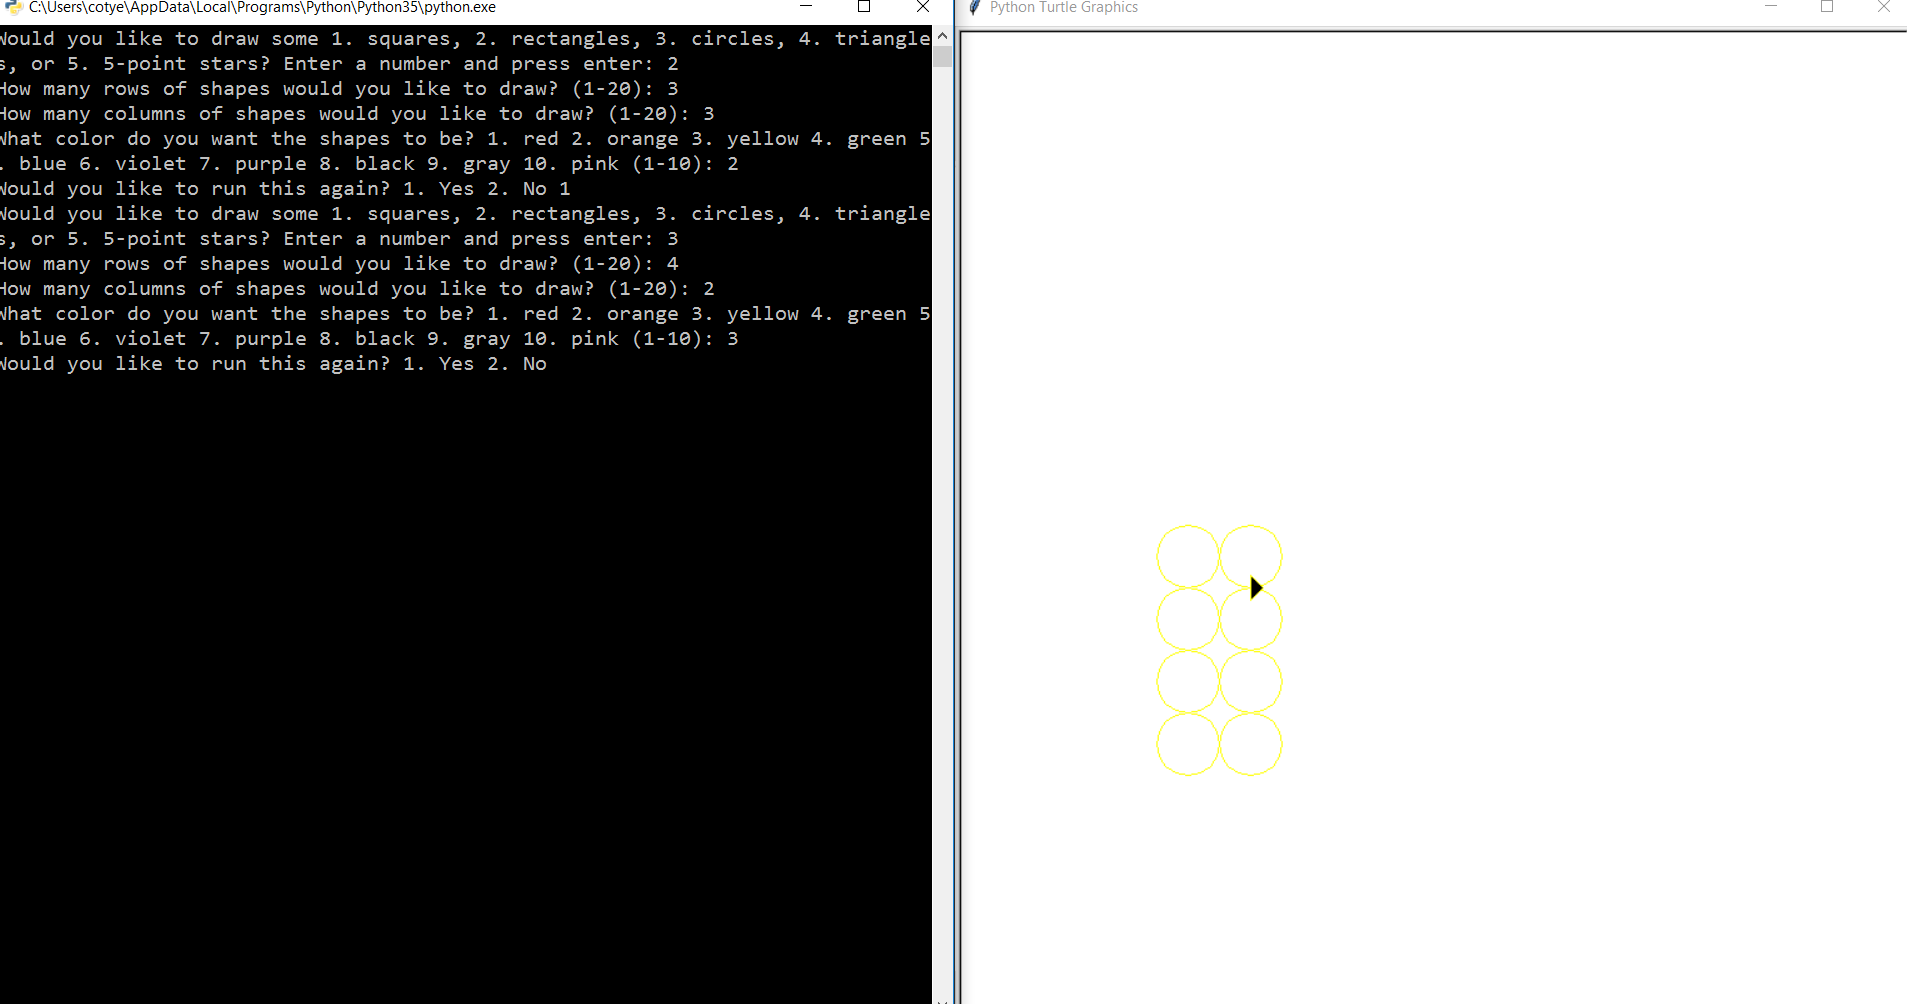 C:\Users\cotye\AppData\Local\Programs\Python\Python35\python.exe
Would you like to draw some 1. squares, 2. rectangles, 3. circles, 4. triangle
s, or 5. 5-point stars? Enter a number and press enter: 2
How many rows of shapes would you like to draw? (1-20): 3
How many columns of shapes would you like to draw? (1-20): 3
What color do you want the shapes to be? 1. red 2. orange 3. yellow 4. green 5
. blue 6. violet 7. purple 8. black 9. gray 10. pink (1-10): 2
Would you like to run this again? 1. Yes 2. No 1
Would you like to draw some 1. squares, 2. rectangles, 3. circles, 4. triangle
s, or 5. 5-point stars? Enter a number and press enter: 3
How many rows of shapes would you like to draw? (1-20): 4
How many columns of shapes would you like to draw? (1-20): 2
What color do you want the shapes to be? 1. red 2. orange 3. yellow 4. green 5
. blue 6. violet 7. purple 8. black 9. gray 10. pink (1-10): 3
Would you like to run this again? 1. Yes 2. No
Python Turtle Graphics